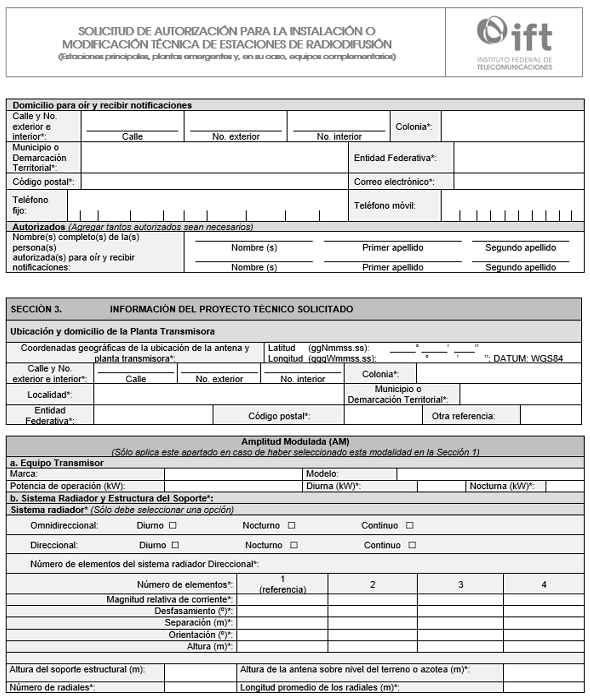 SOLICITUD DE AUTORIZACIÓN PARA LA INSTALACIÓN O
MODIFICACIÓN TÉCNICA DE ESTACIONES DE RADIODIFUSIÓN
(Estaciones principales, plantas emergentes y, en su caso, equipos complementarios)
ift
INSTITUTO FEDERAL DE
TELECOMUNICACIONES
Domicilio para oír y recibir notificaciones
Calle y No.
exterior e
interior*:
Calle No. exterior No. interior
Colonia*:
Municipio o
Demarcación
Territorial*:
Entidad Federativa*:
Código postal*: Correo electrónico*:
Teléfono
fijo:
Teléfono móvil:
Autorizados (Agregar tantos autorizados sean necesarios)
Nombre(s) completo(s) de la(s)
persona(s)
autorizada(s) para oír y recibir
notificaciones:
Nombre (s) Primer apellido Segundo apellido
Nombre (s) Primer apellido Segundo apellido
SECCIÓN 3. INFORMACIÓN DEL PROYECTO TÉCNICO SOLICITADO
Ubicación y domicilio de la Planta Transmisora
Coordenadas geográficas de la ubicación de la antena y
planta transmisora*:
Latitud (ggNmmss.ss): ° ' "
Longitud (gggWmmss.ss): ° ' "; DATUM: WGS84
Calle y No.
exterior e interior*:
Calle No. exterior No. interior
Colonia*:
Localidad*:
Municipio o
Demarcación Territorial*:
Entidad
Federativa*:
Código postal*: Otra referencia:
Amplitud Modulada (AM)
(Sólo aplica este apartado en caso de haber seleccionado esta modalidad en la Sección 1)
a. Equipo Transmisor
Marca: Modelo:
Potencia de operación (kW): Diurna (kW)*: Nocturna (kW)*:
b. Sistema Radiador y Estructura del Soporte*:
Sistema radiador* (Sólo debe seleccionar una opción)
Omnidireccional: Diurno ☐ Nocturno ☐ Continuo ☐
Direccional: Diurno ☐ Nocturno ☐ Continuo ☐
Número de elementos del sistema radiador Direccional*:
Número de elementos*: 1 (referencia) 2 3 4
Magnitud relativa de corriente*:
Desfasamiento (º)*:
Separación (m)*:
Orientación (º)*:
Altura (m)*:
Altura del soporte estructural (m): Altura de la antena sobre nivel del terreno o azotea (m)*:
Número de radiales*: Longitud promedio de los radiales (m)*: